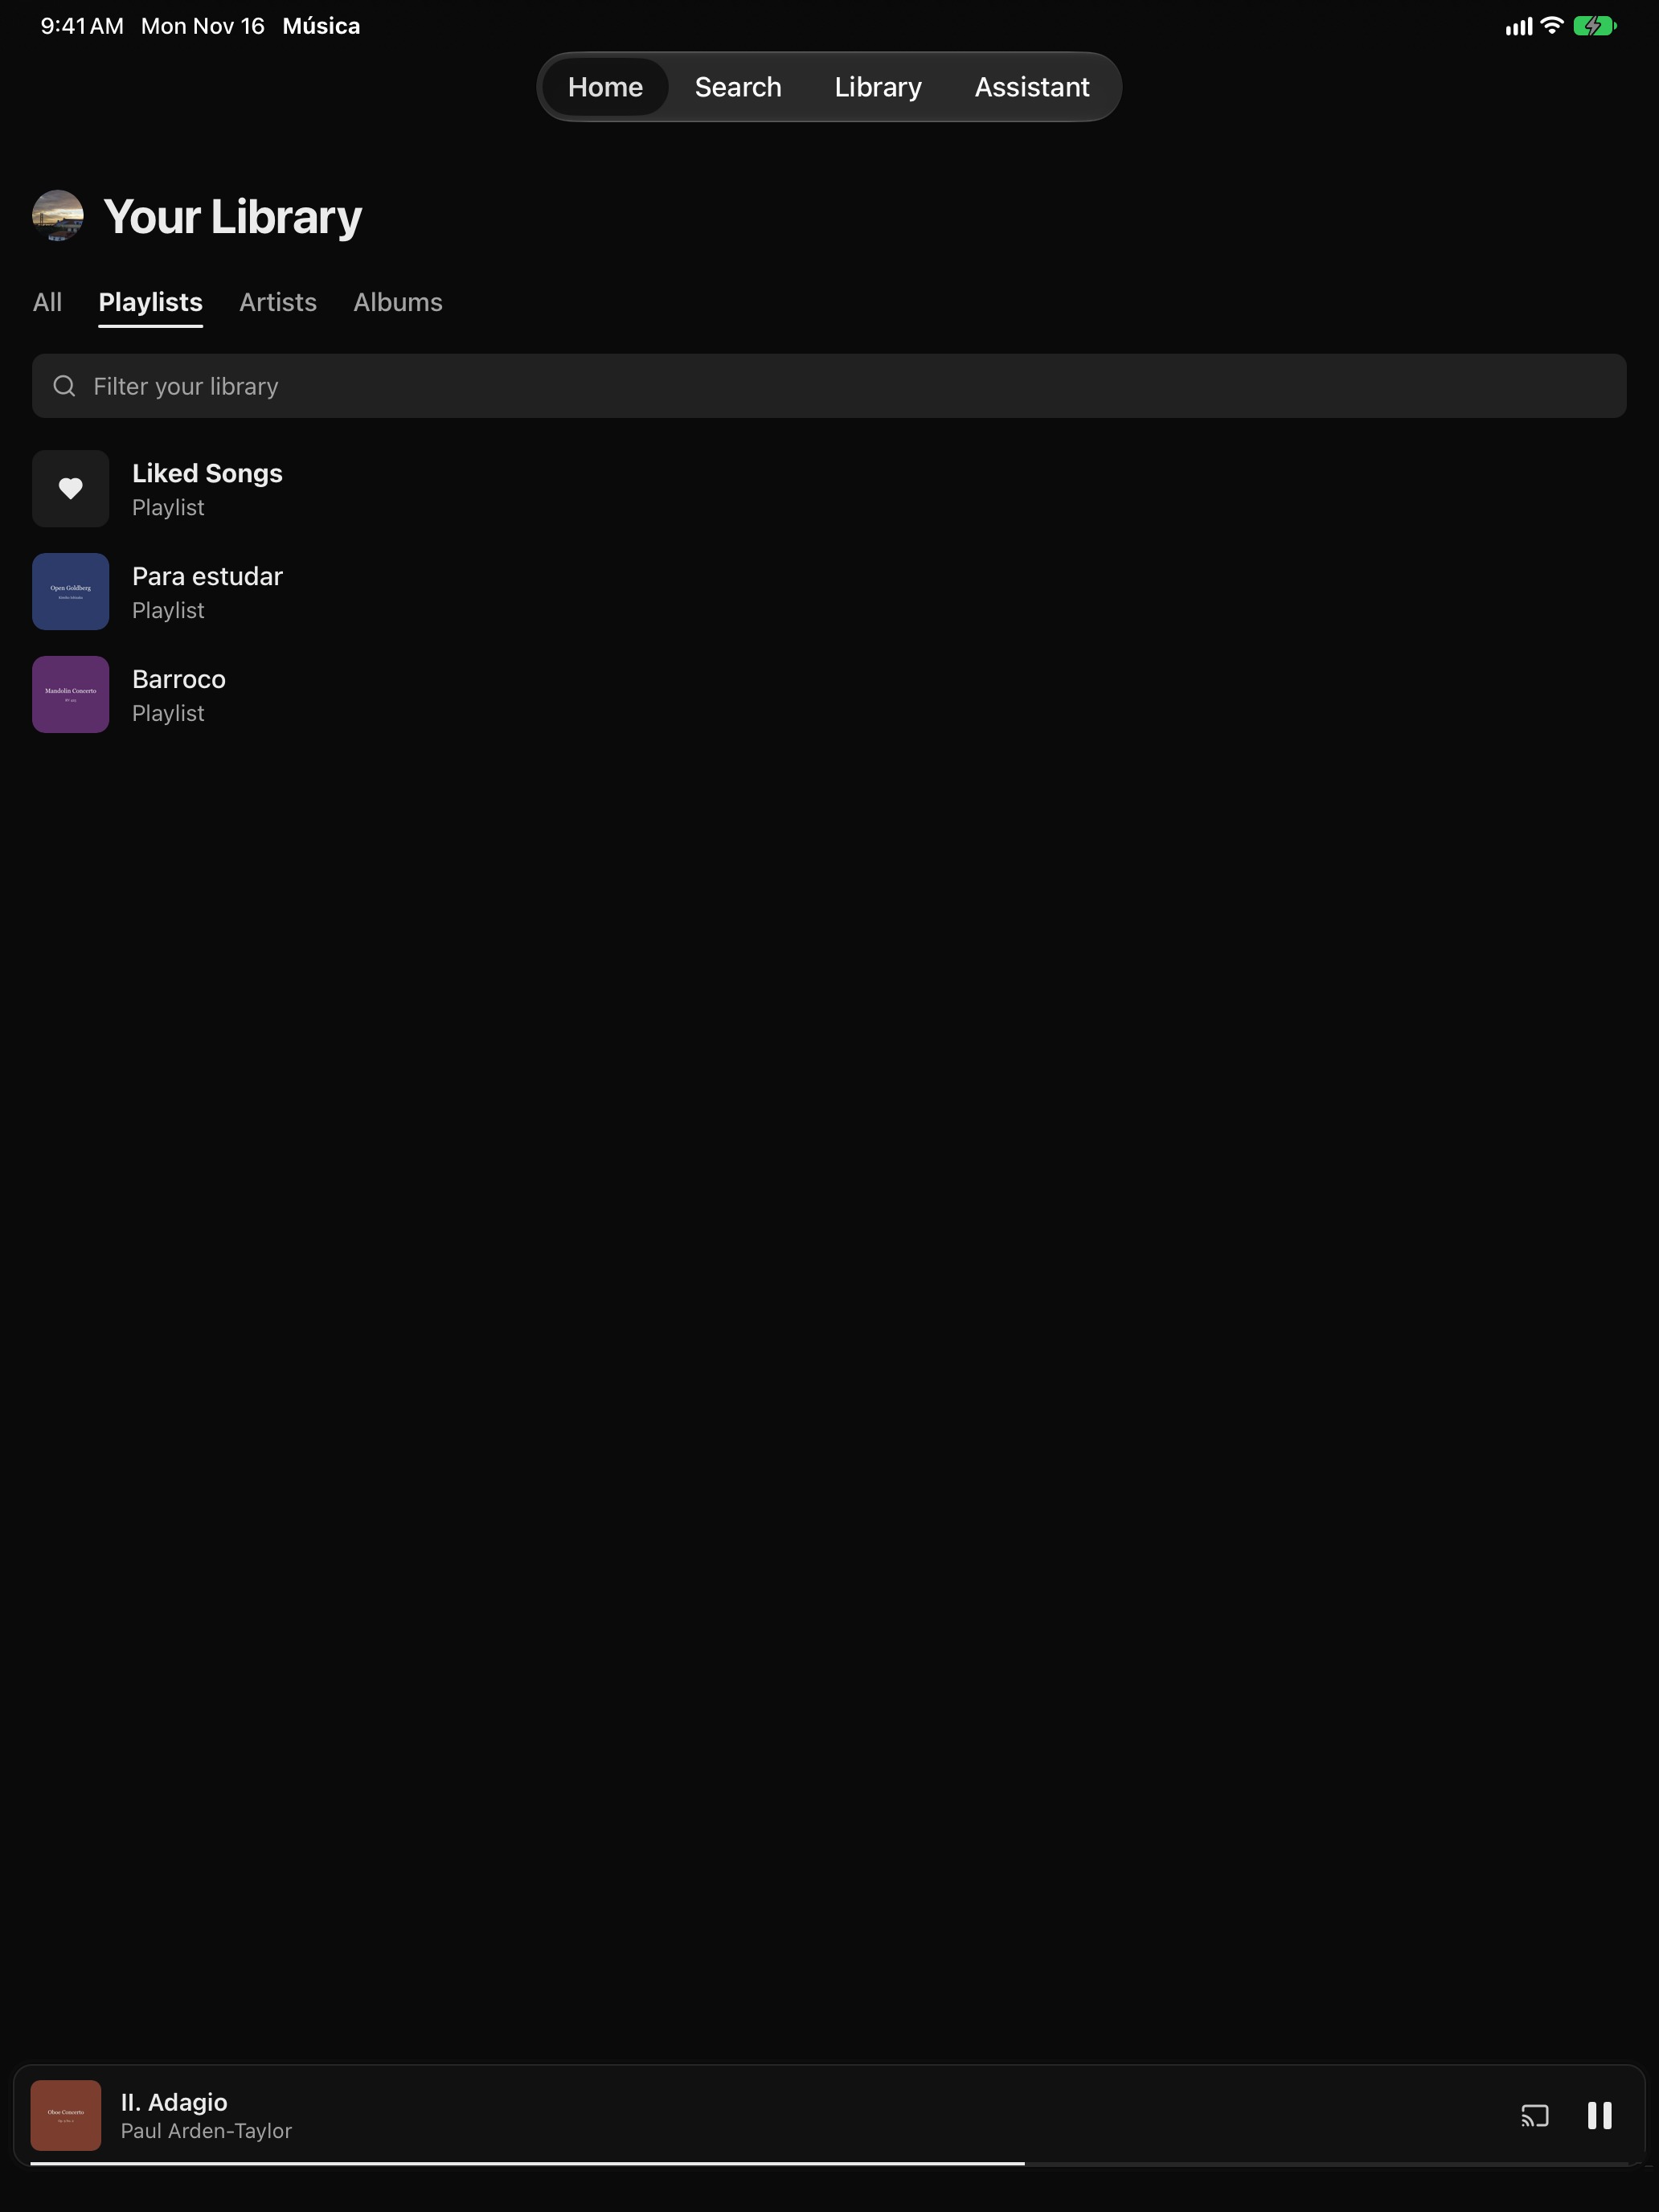 9:41 AM Mon Nov 16 Música
Home Search Library Assistant
Your Library
All Playlists Artists Albums
Filter your library
Liked Songs
Playlist
Open Goldberg
Para estudar
Playlist
Mandolin Concerto
Barroco
Playlist
Oboe Concerto
II. Adagio
Paul Arden-Taylor